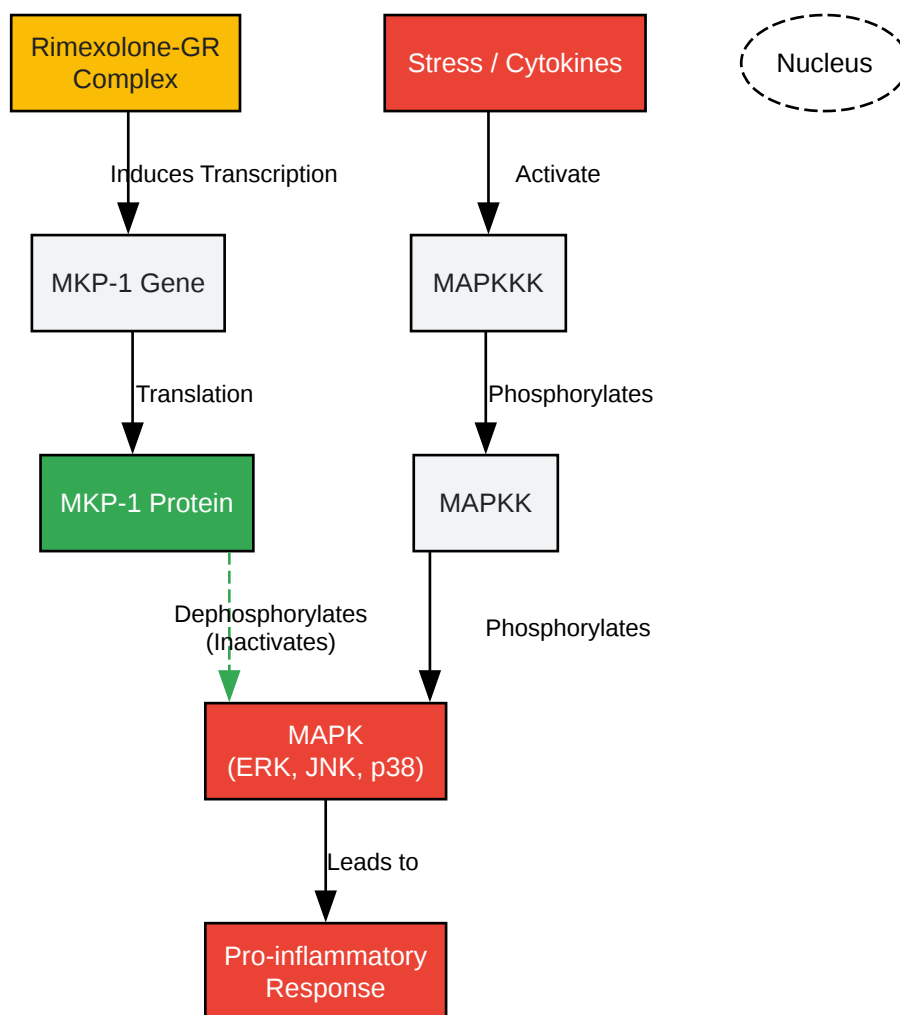 Rimexolone-GR
Complex
Stress / Cytokines
Nucleus
Induces Transcription
Activate
MKP-1 Gene
MAPKKK
Translation
Phosphorylates
MKP-1 Protein
MAPKK
Dephosphorylates
(Inactivates)
Phosphorylates
MAPK
(ERK, JNK, p38)
Leads to
Pro-inflammatory
Response